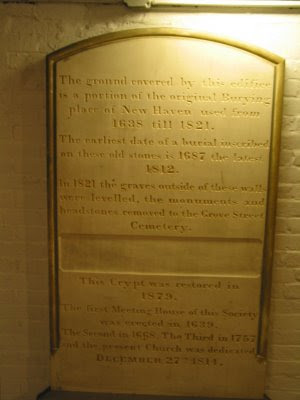 The ground covered by this edifice
is a portion of the original Burying
place of New Haven used from
1638 till 1821.
The earliest date of a burial inscribed
on these old stones is 1687 the latest
1812.
In 1821 the graves outside of these walls
were levelled, the monuments and
headstones removed to the Grove Street
Cemetery.
This Crypt was restored in
1879.
The first Meeting House of this Society
was erected in 1639.
The Second in 1668. The Third in 1757
and the present Church was dedicated
DECEMBER 27TH 1814.